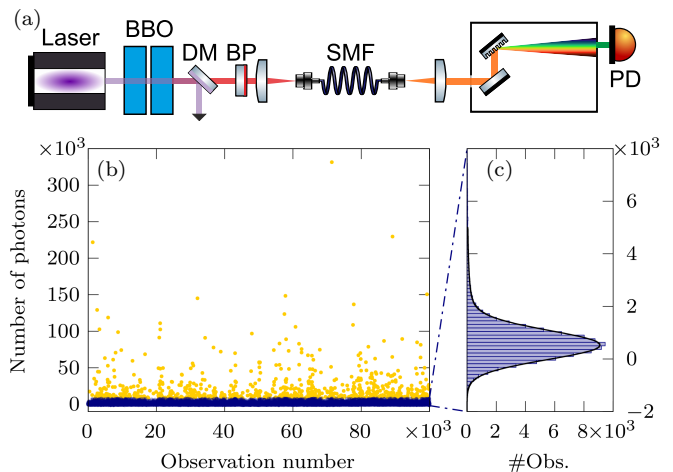 (a)
Laser
BBO
DM
BP
SMF
PD
×10³
(b)
300
250
200
150
100
50
0
Number of photons
0
20
40
60
80
×10³
Observation number
(c)
×10³
6
4
2
0
−2
0
2
4
6
8×10³
#Obs.